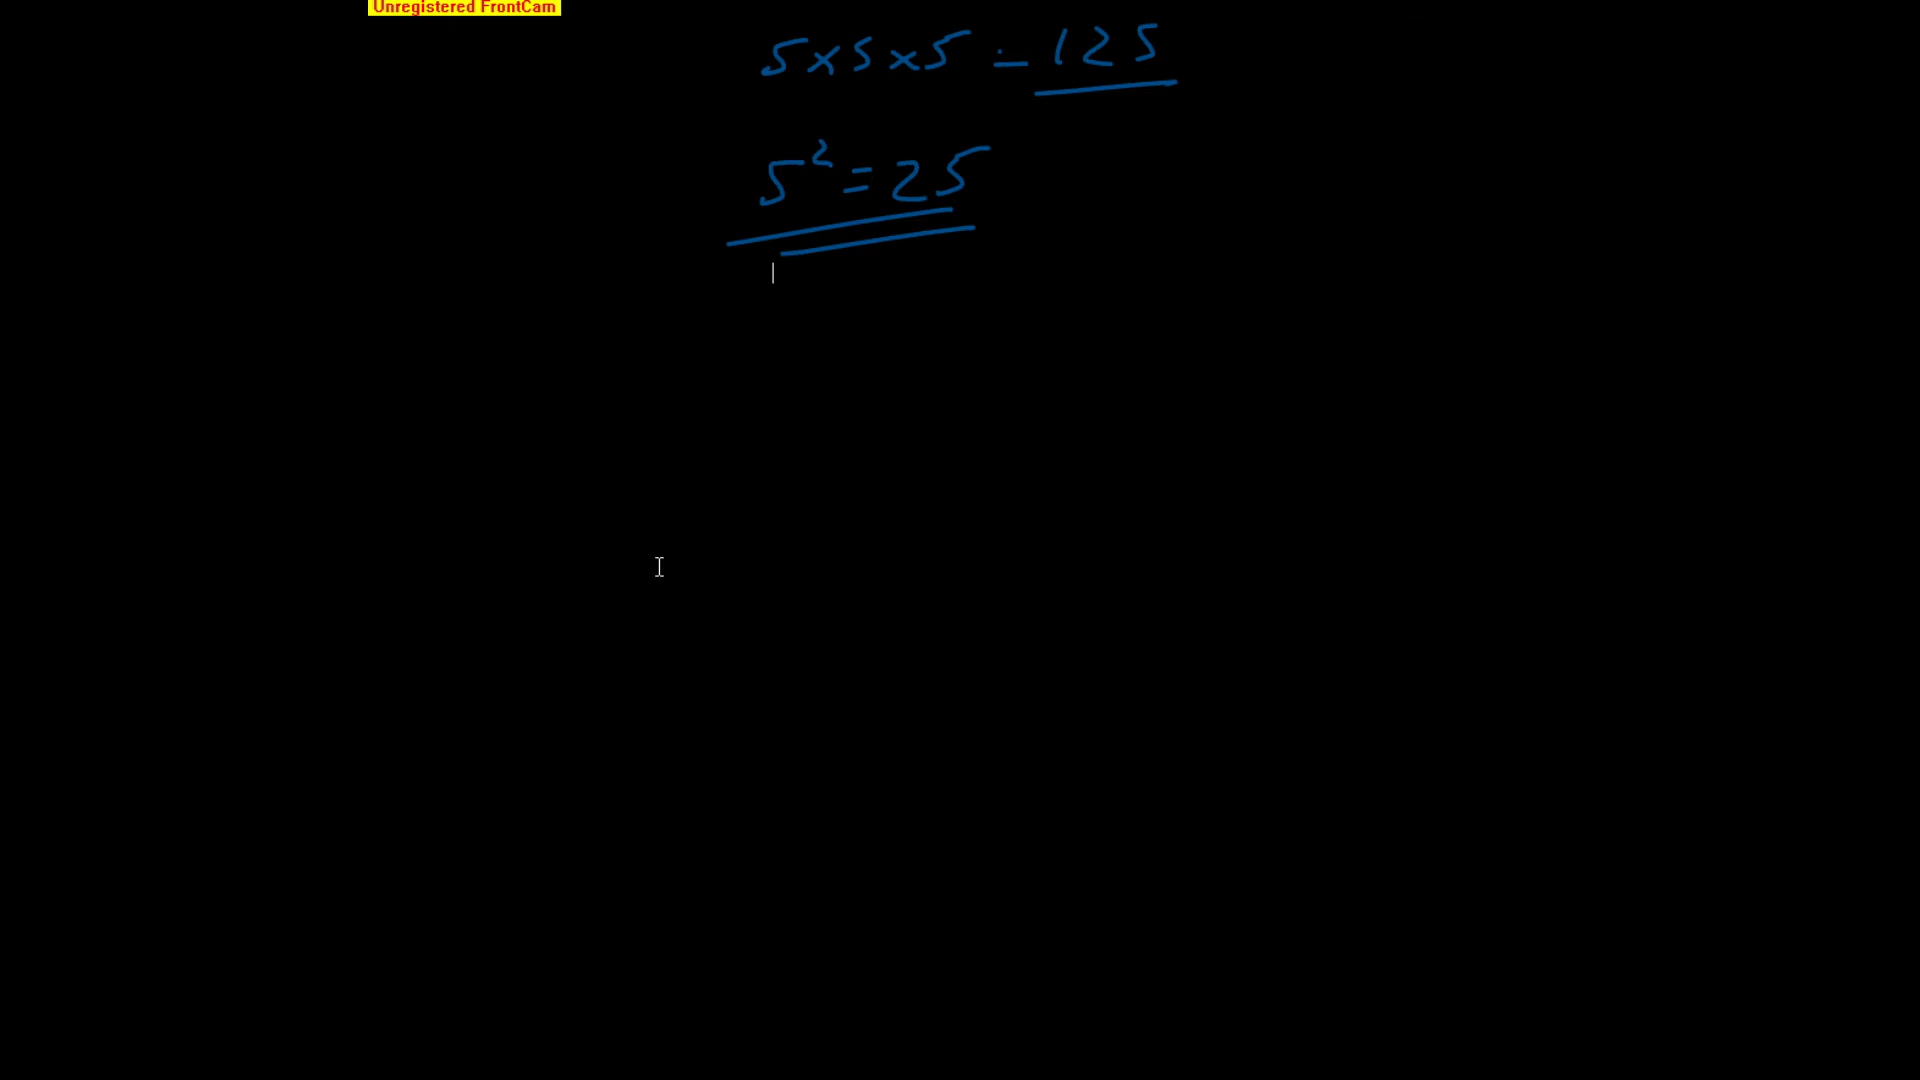 Unregistered FrontCam
5×5×5 = 125
5² = 25